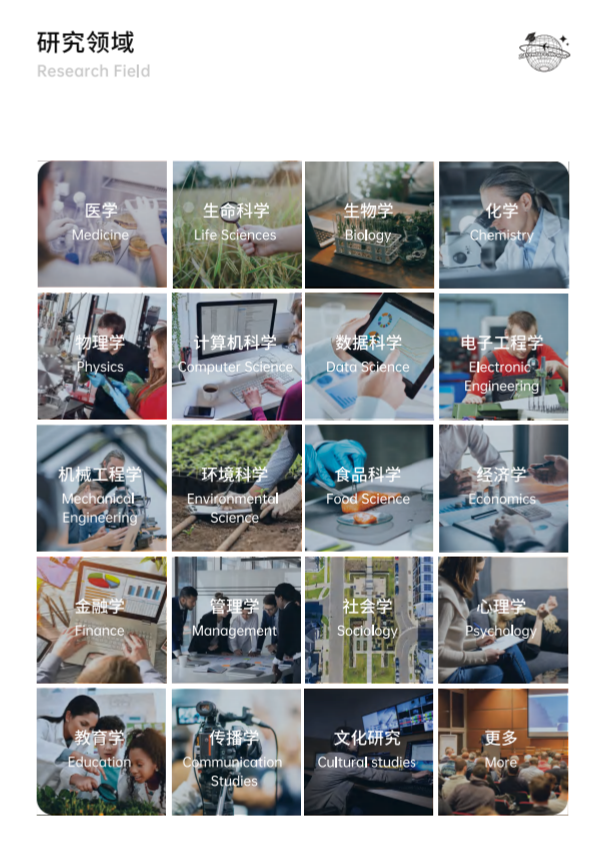 研究领域
Research Field
医学
Medicine
生命科学
Life Sciences
生物学
Biology
化学
Chemistry
物理学
Physics
计算机科学
Computer Science
数据科学
Data Science
电子工程学
Electronic
Engineering
机械工程学
Mechanical
Engineering
环境科学
Environmental
Science
食品科学
Food Science
经济学
Economics
金融学
Finance
管理学
Management
社会学
Sociology
心理学
Psychology
教育学
Education
传播学
Communication
Studies
文化研究
Cultural studies
更多
More